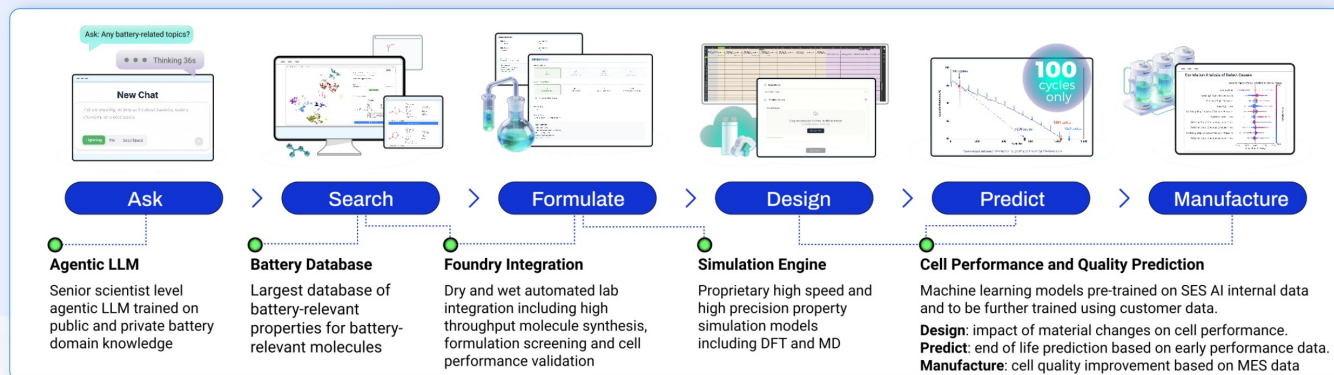 Ask: Any battery-related topics?
Thinking 36s
New Chat
100
cycles
only
Correlation Analysis of Defect Causes
Ask
Search
Formulate
Design
Predict
Manufacture
Agentic LLM
Senior scientist level
agentic LLM trained on
public and private battery
domain knowledge
Battery Database
Largest database of
battery-relevant
properties for battery-
relevant molecules
Foundry Integration
Dry and wet automated lab
integration including high
throughput molecule synthesis,
formulation screening and cell
performance validation
Simulation Engine
Proprietary high speed and
high precision property
simulation models
including DFT and MD
Cell Performance and Quality Prediction
Machine learning models pre-trained on SES AI internal data
and to be further trained using customer data.
Design: impact of material changes on cell performance.
Predict: end of life prediction based on early performance data.
Manufacture: cell quality improvement based on MES data